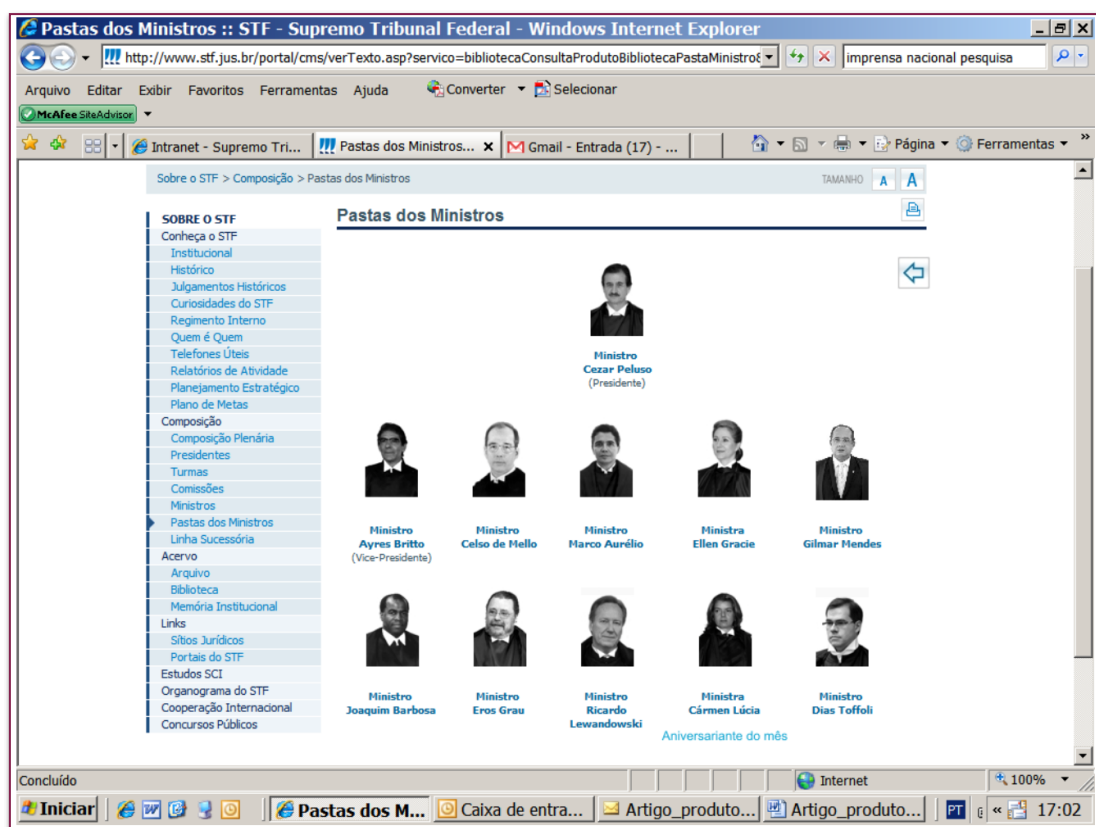 Pastas dos Ministros :: STF - Supremo Tribunal Federal - Windows Internet Explorer
http://www.stf.jus.br/portal/cms/verTexto.asp?servico=bibliotecaConsultaProdutoBibliotecaPastaMinistro&
imprensa nacional pesquisa
Arquivo Editar Exibir Favoritos Ferramentas Ajuda Converter Selecionar
McAfee SiteAdvisor
Intranet - Supremo Tri... Pastas dos Ministros... Gmail - Entrada (17) - ... Página Ferramentas
Sobre o STF > Composição > Pastas dos Ministros
TAMANHO A A
SOBRE O STF
Conheça o STF
Institucional
Histórico
Julgamentos Históricos
Curiosidades do STF
Regimento Interno
Quem é Quem
Telefones Úteis
Relatórios de Atividade
Planejamento Estratégico
Plano de Metas
Composição
Composição Plenária
Presidentes
Turmas
Comissões
Ministros
Pastas dos Ministros
Linha Sucessória
Acervo
Arquivo
Biblioteca
Memória Institucional
Links
Sítios Jurídicos
Portais do STF
Estudos SCI
Organograma do STF
Cooperação Internacional
Concursos Públicos
Pastas dos Ministros
Ministro
Cezar Peluso
(Presidente)
Ministro
Ayres Britto
(Vice-Presidente)
Ministro
Celso de Mello
Ministro
Marco Aurélio
Ministra
Ellen Gracie
Ministro
Gilmar Mendes
Ministro
Joaquim Barbosa
Ministro
Eros Grau
Ministro
Ricardo
Lewandowski
Ministra
Cármen Lúcia
Ministro
Dias Toffoli
Aniversariante do mês
Concluído Internet 100%
Iniciar Pastas dos M... Caixa de entra... Artigo_produto... Artigo_produto... PT « 17:02